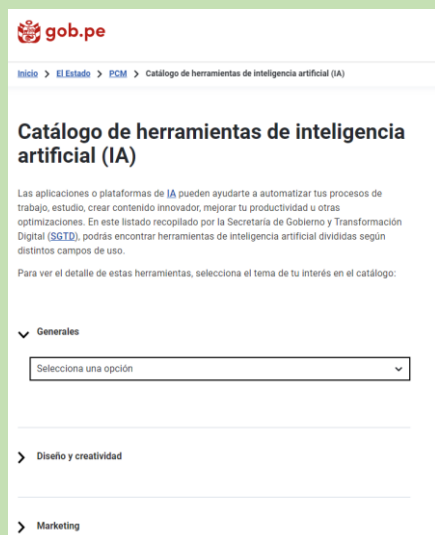 gob.pe
Inicio > El Estado > PCM > Catálogo de herramientas de inteligencia artificial (IA)
Catálogo de herramientas de inteligencia
artificial (IA)
Las aplicaciones o plataformas de IA pueden ayudarte a automatizar tus procesos de
trabajo, estudio, crear contenido innovador, mejorar tu productividad u otras
optimizaciones. En este listado recopilado por la Secretaría de Gobierno y Transformación
Digital (SGTD), podrás encontrar herramientas de inteligencia artificial divididas según
distintos campos de uso.
Para ver el detalle de estas herramientas, selecciona el tema de tu interés en el catálogo:
Generales
Selecciona una opción
Diseño y creatividad
Marketing